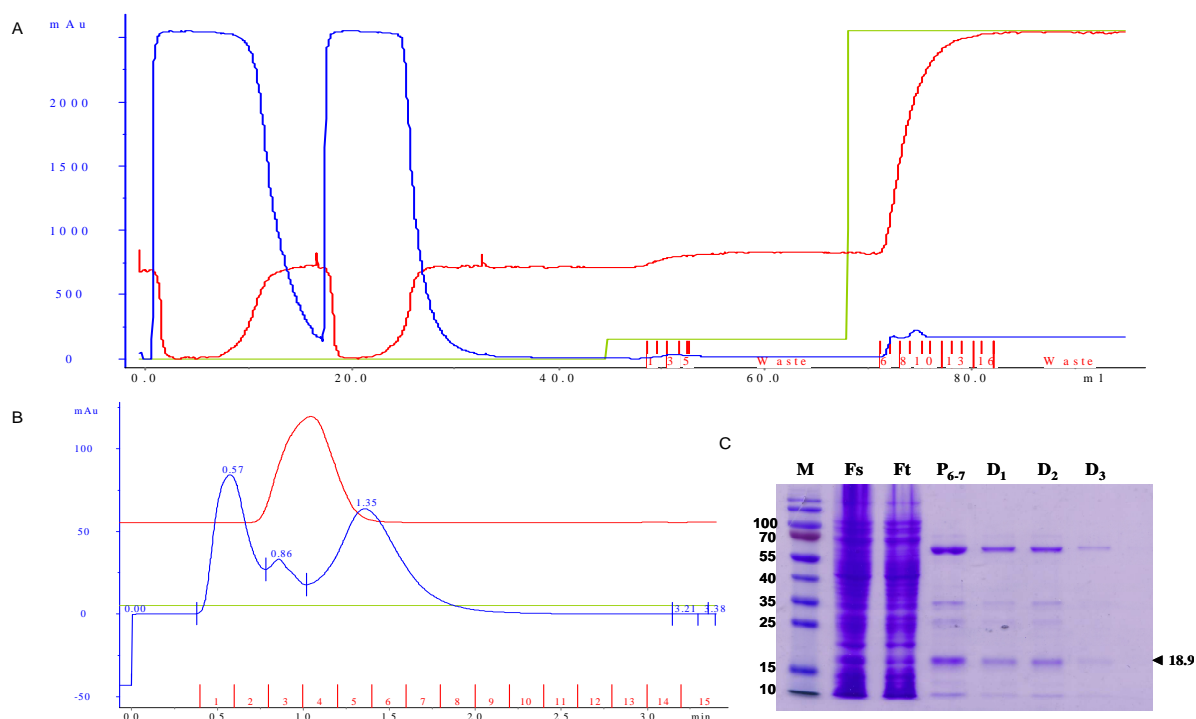 A
mAu
2000
1500
1000
500
0
1 3 5 Waste 6 8 10 13 16 Waste
0.0 20.0 40.0 60.0 80.0 ml
B
mAu
100
50
0
-50
0.57
0.86
1.35
0.00
3.21 3.38
1 2 3 4 5 6 7 8 9 10 11 12 13 14 15
0.0 0.5 1.0 1.5 2.0 2.5 3.0 min
C
M Fs Ft P6-7 D1 D2 D3
100
70
55
40
35
25
15
10
◄ 18.9